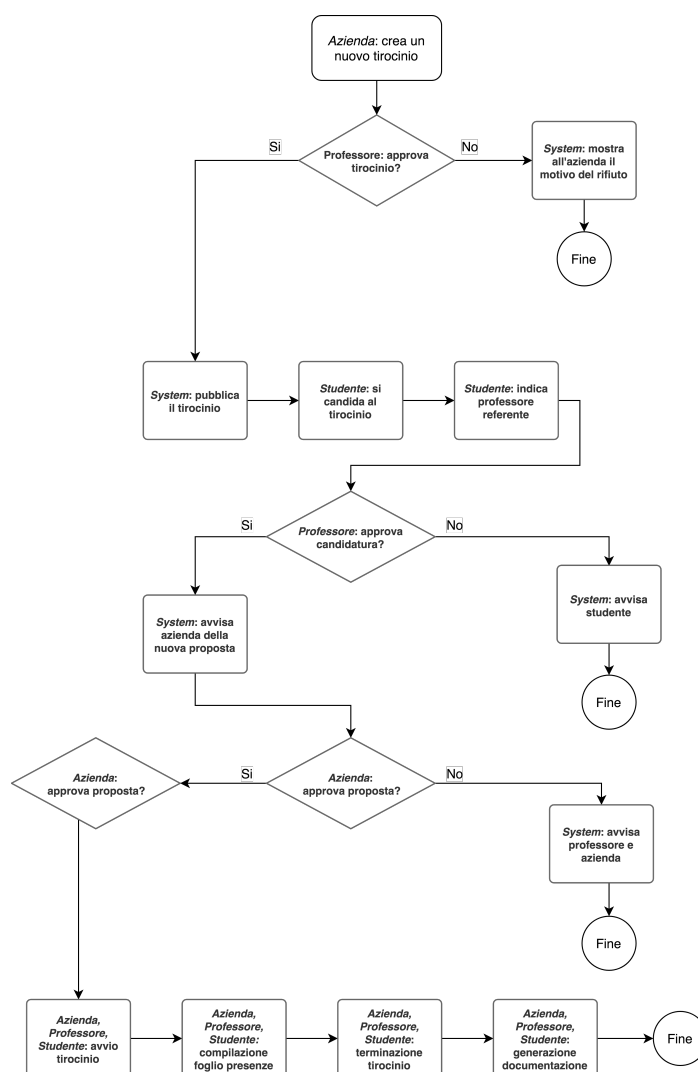 Azienda: crea un
nuovo tirocinio
Si
Professore: approva
tirocinio?
No
System: mostra
all'azienda il
motivo del rifiuto
Fine
System: pubblica
il tirocinio
Studente: si
candida al
tirocinio
Studente: indica
professore
referente
Si
Professore: approva
candidatura?
No
System: avvisa
azienda della
nuova proposta
System: avvisa
studente
Fine
Azienda:
approva proposta?
Si
Azienda:
approva proposta?
No
System: avvisa
professore e
azienda
Fine
Azienda,
Professore,
Studente: avvio
tirocinio
Azienda,
Professore,
Studente:
compilazione
foglio presenze
Azienda,
Professore,
Studente:
terminazione
tirocinio
Azienda,
Professore,
Studente:
generazione
documentazione
Fine